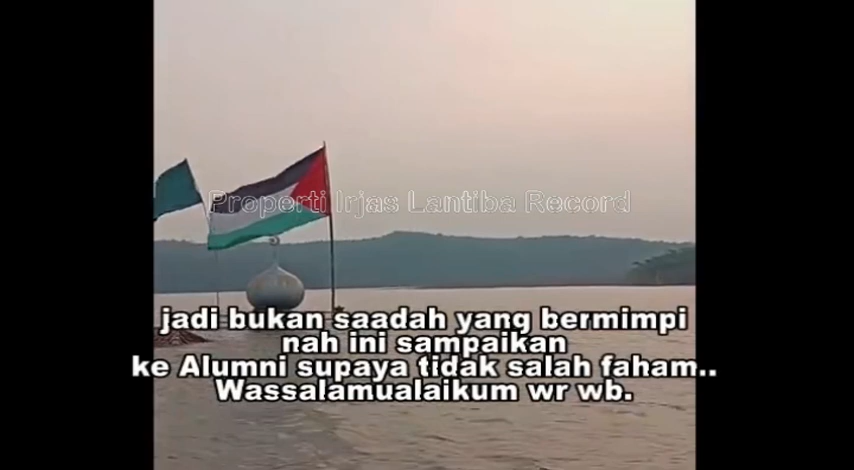 Properti Irjas Lantiba Record
jadi bukan saadah yang bermimpi
nah ini sampaikan
ke Alumni supaya tidak salah faham..
Wassalamualaikum wr wb.